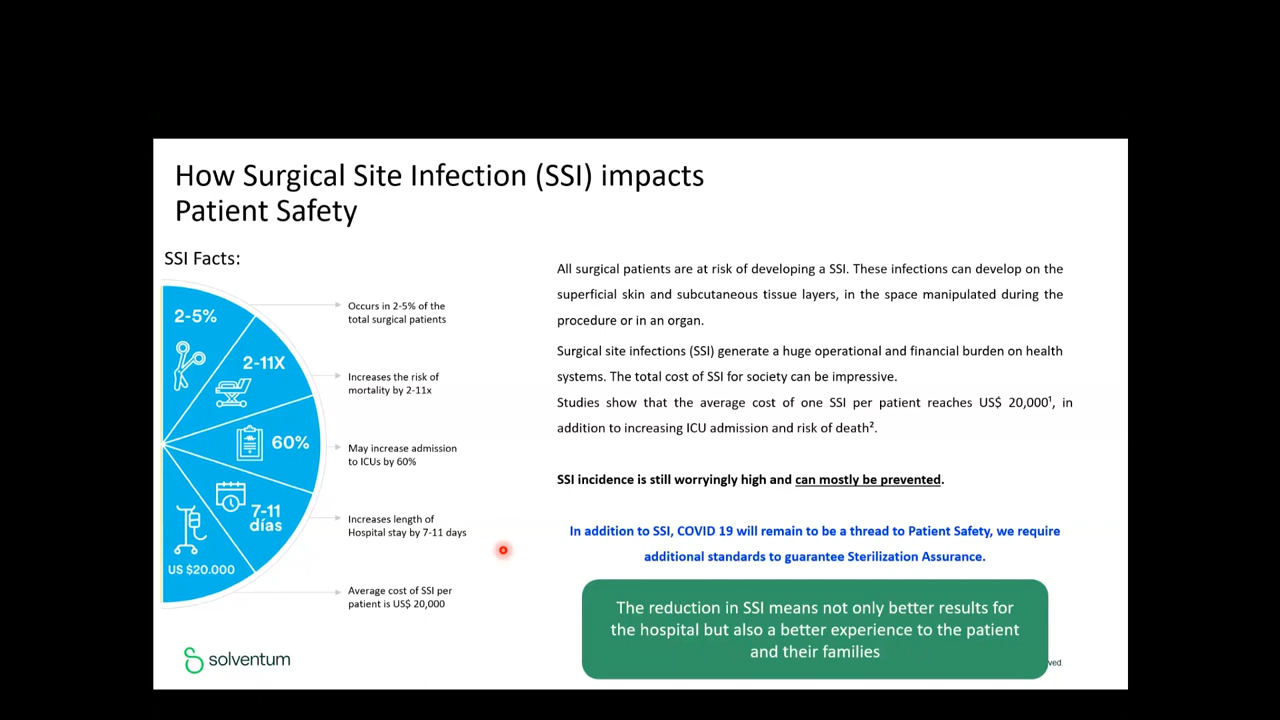 How Surgical Site Infection (SSI) impacts
Patient Safety
SSI Facts:
2-5%
2-11X
60%
7-11
días
US $20.000
Occurs in 2-5% of the
total surgical patients
Increases the risk of
mortality by 2-11x
May increase admission
to ICUs by 60%
Increases length of
Hospital stay by 7-11 days
Average cost of SSI per
patient is US$ 20,000
All surgical patients are at risk of developing a SSI. These infections can develop on the
superficial skin and subcutaneous tissue layers, in the space manipulated during the
procedure or in an organ.
Surgical site infections (SSI) generate a huge operational and financial burden on health
systems. The total cost of SSI for society can be impressive.
Studies show that the average cost of one SSI per patient reaches US$ 20,000¹, in
addition to increasing ICU admission and risk of death².
SSI incidence is still worryingly high and can mostly be prevented.
In addition to SSI, COVID 19 will remain to be a thread to Patient Safety, we require
additional standards to guarantee Sterilization Assurance.
The reduction in SSI means not only better results for
the hospital but also a better experience to the patient
and their families
solventum
ved.